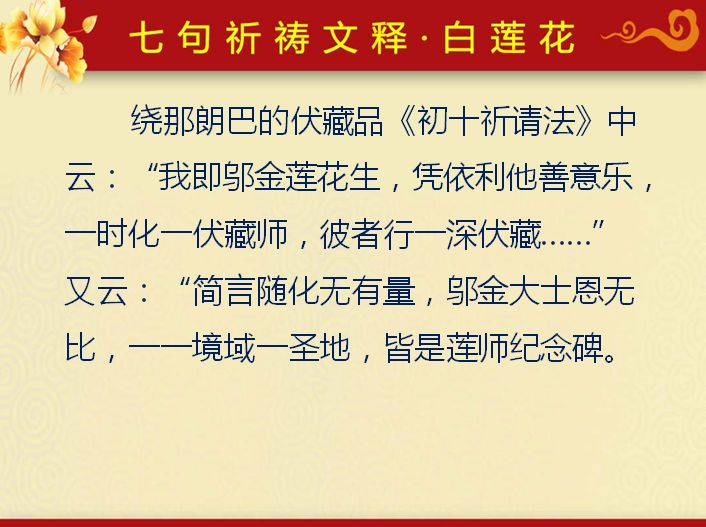 七句祈祷文释·白莲花
绕那朗巴的伏藏品《初十祈请法》中
云：“我即邬金莲花生，凭依利他善意乐，
一时化一伏藏师，彼者行一深伏藏……”
又云：“简言随化无有量，邬金大士恩无
比，一一境域一圣地，皆是莲师纪念碑。